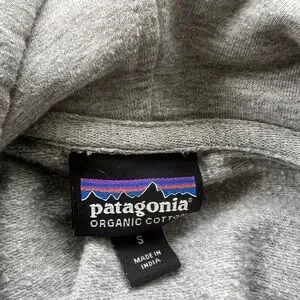 patagonia®
ORGANIC COTTON
S
MADE IN
INDIA